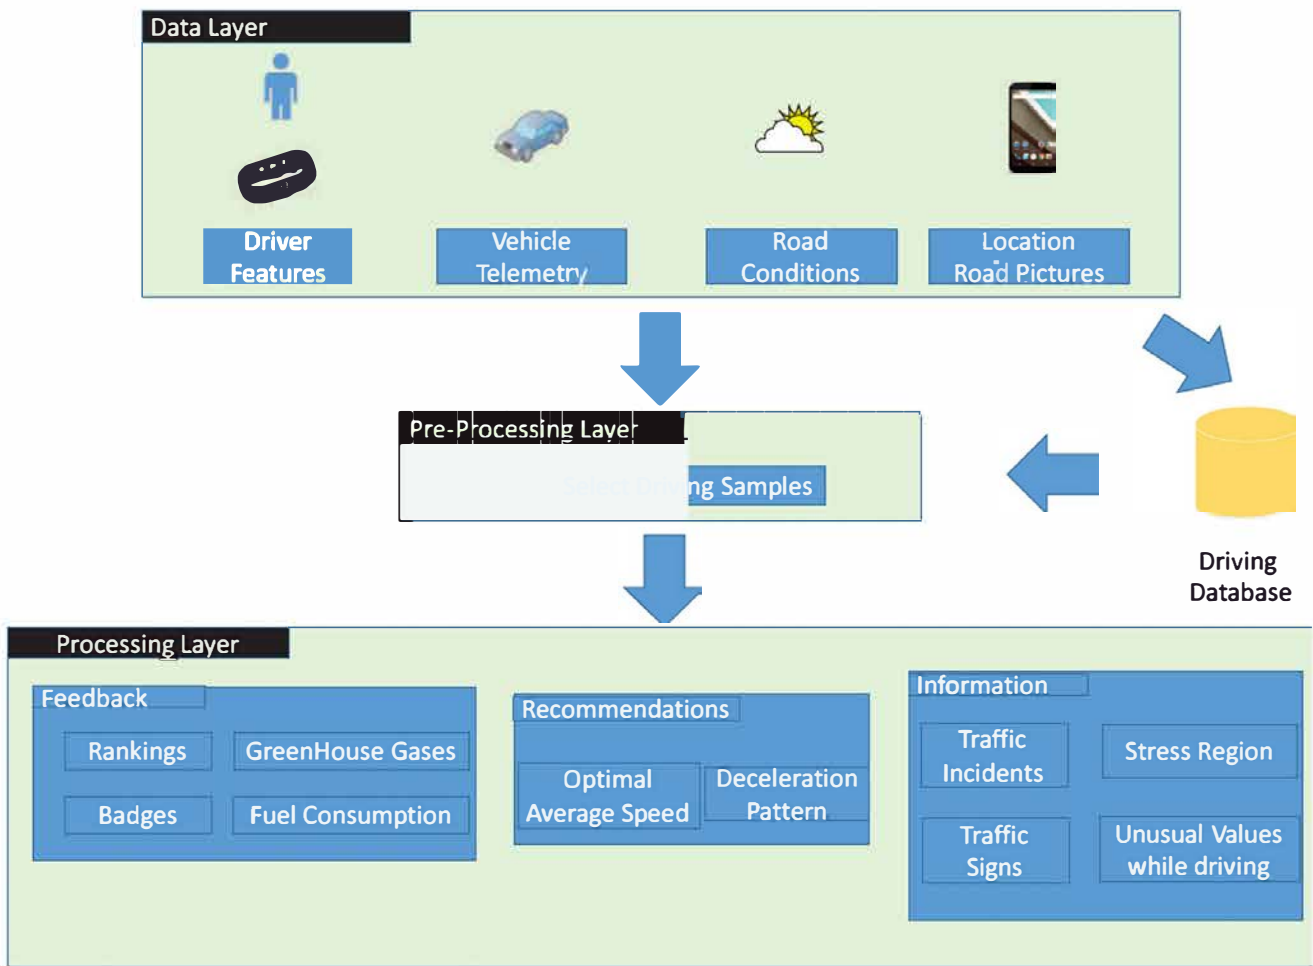 Data Layer
Driver
Features
Vehicle
Telemetry
Road
Conditions
Location
Road Pictures
Pre-Processing Layer
Select Driving Samples
Driving
Database
Processing Layer
Feedback
Rankings
GreenHouse Gases
Badges
Fuel Consumption
Recommendations
Optimal
Average Speed
Deceleration
Pattern
Information
Traffic
Incidents
Stress Region
Traffic
Signs
Unusual Values
while driving